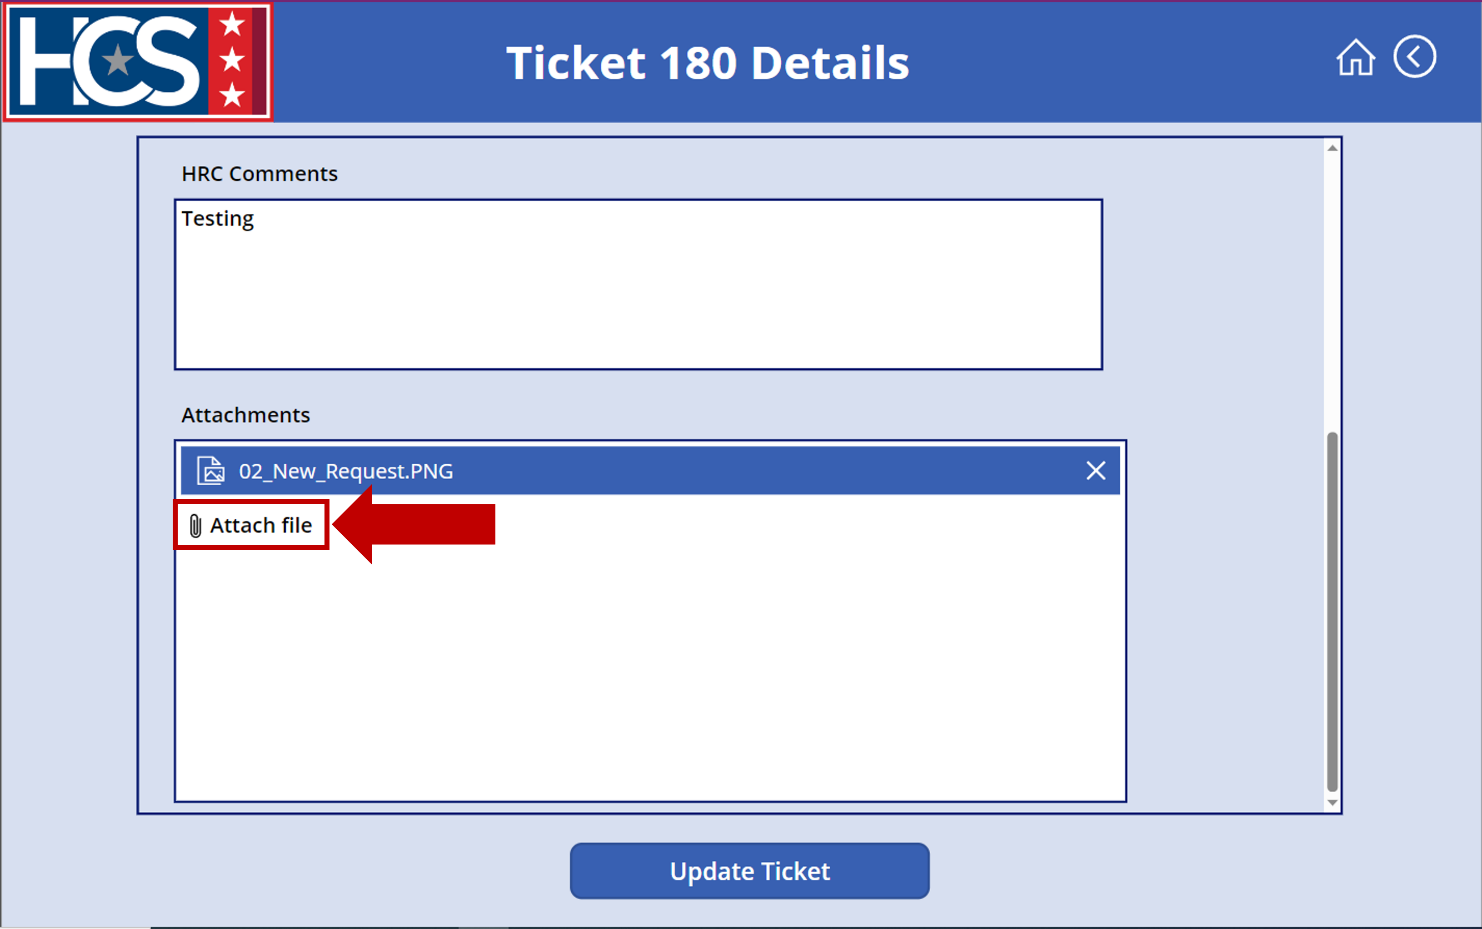 HCS
Ticket 180 Details
HRC Comments
Testing
Attachments
02_New_Request.PNG
Attach file
Update Ticket